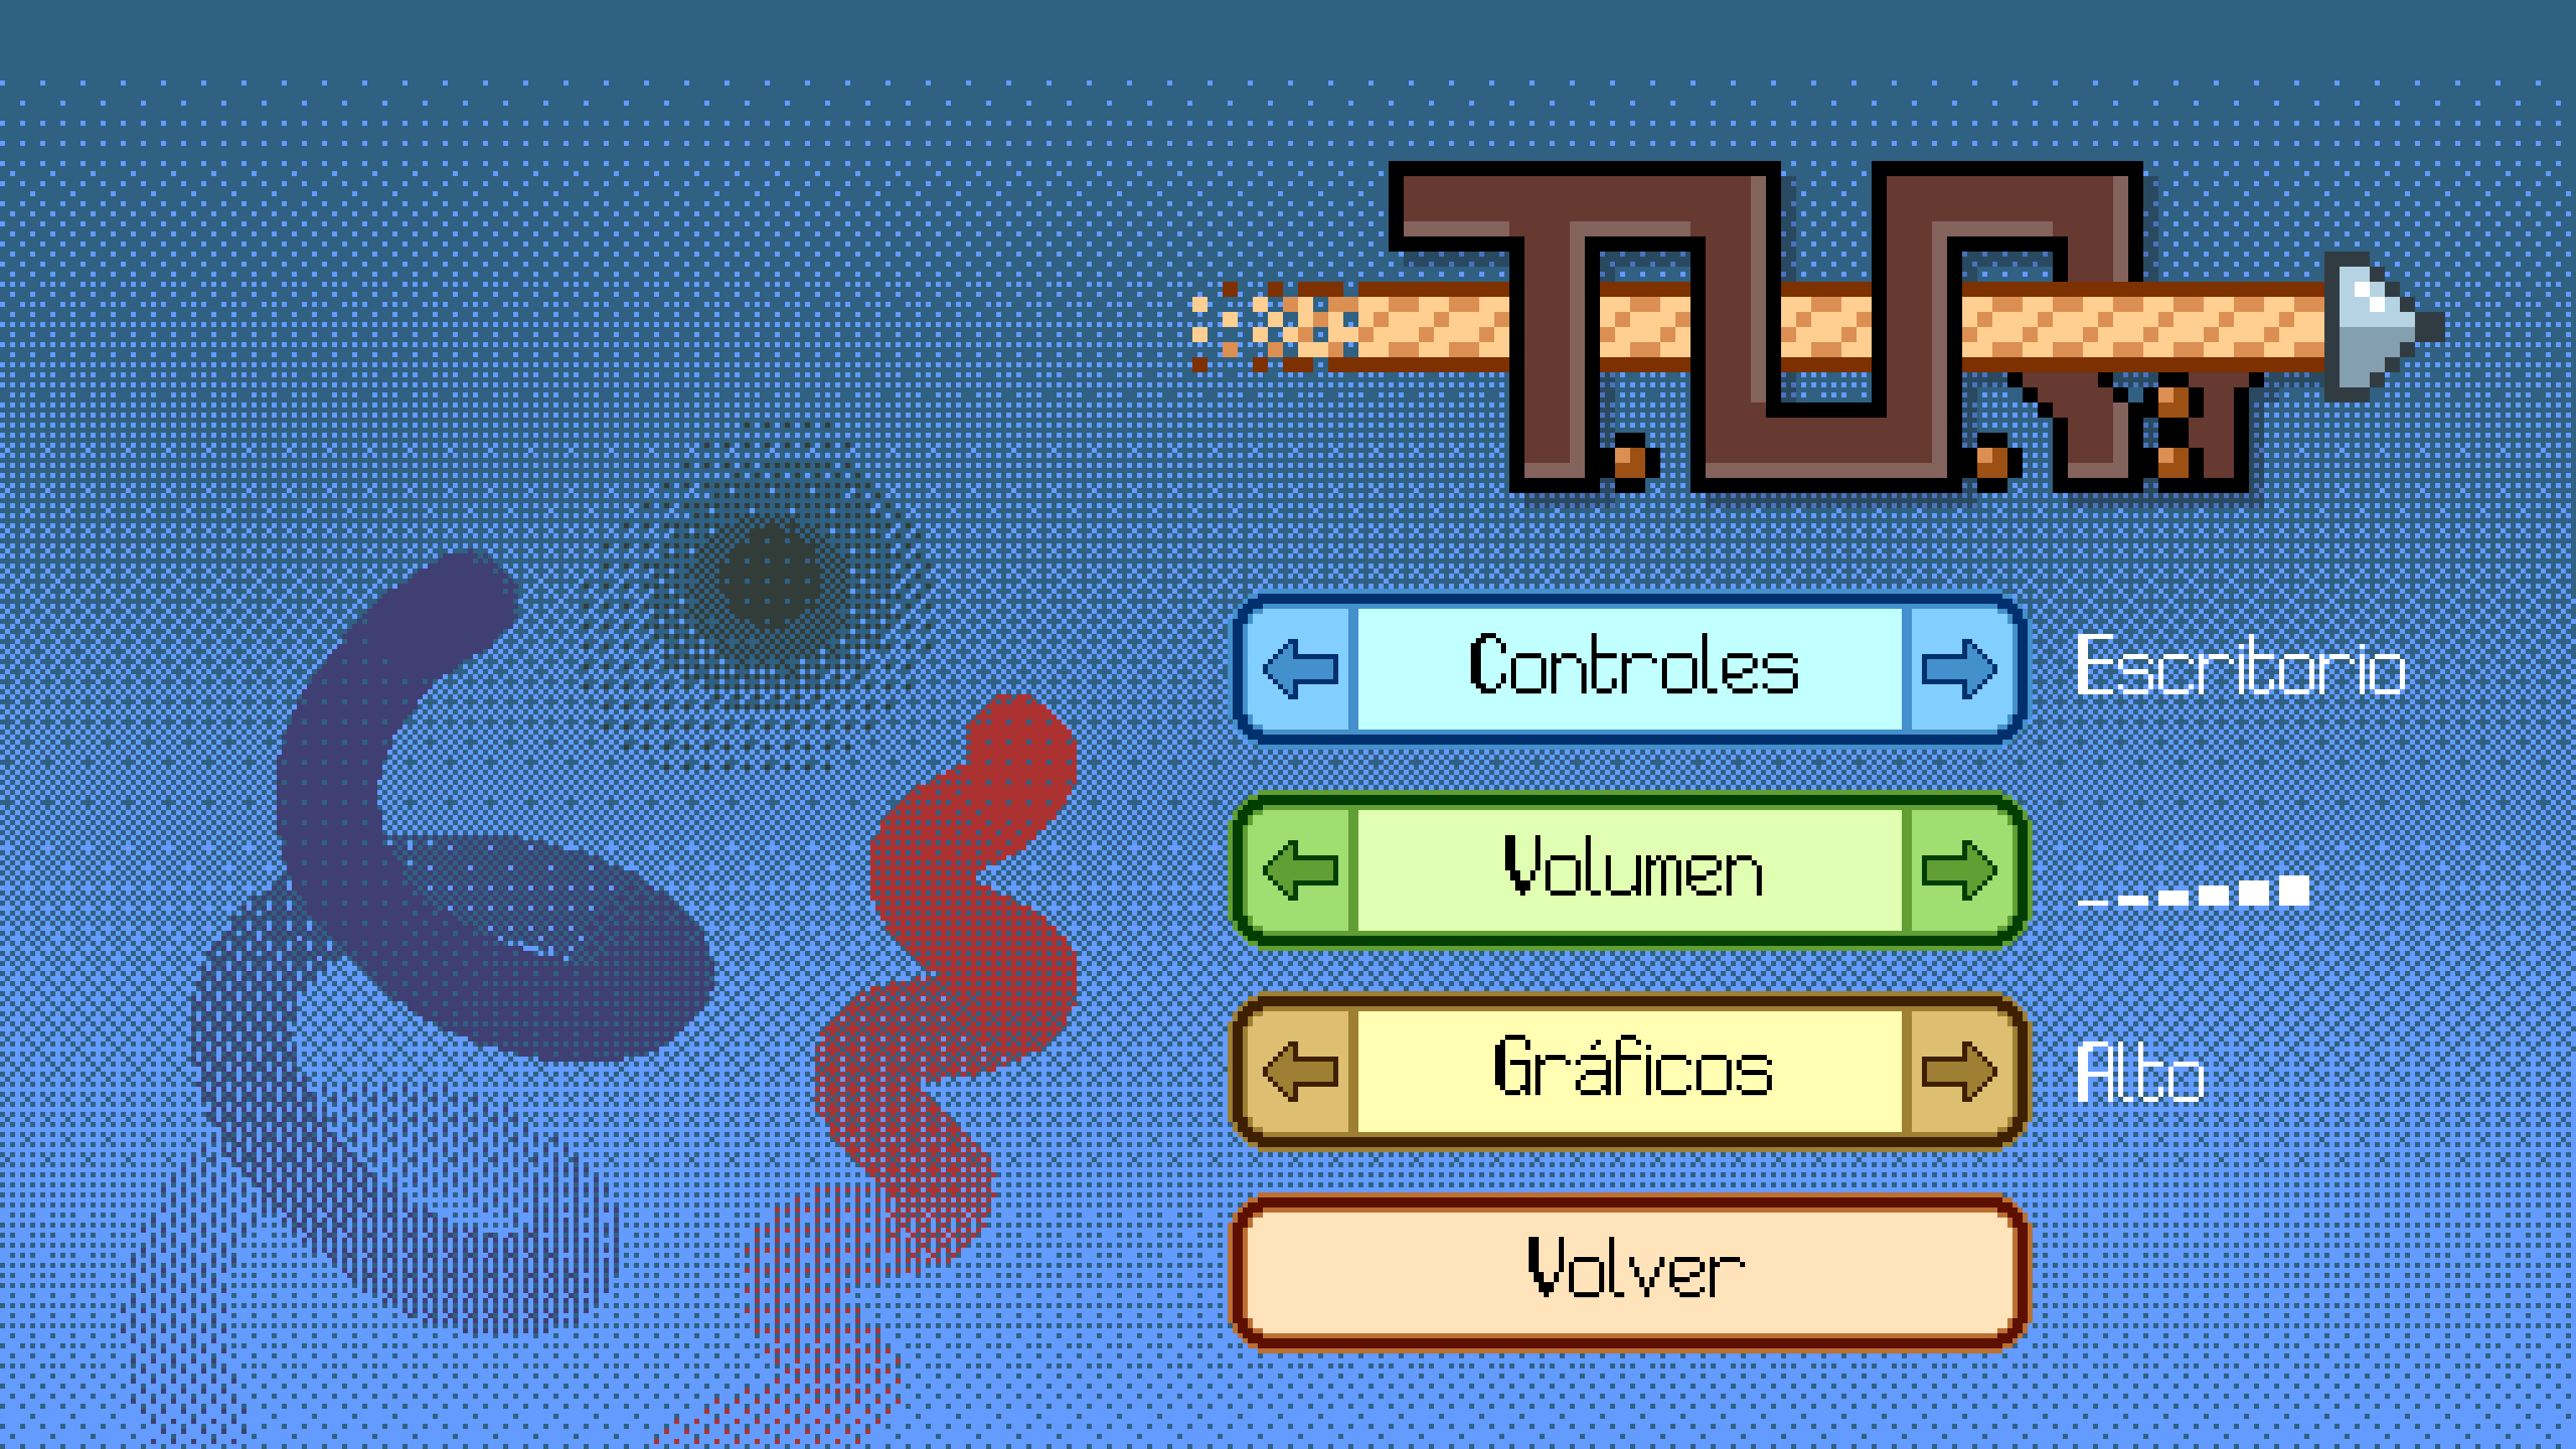 Controles
Escritorio
Volumen
Gráficos
Alto
Volver